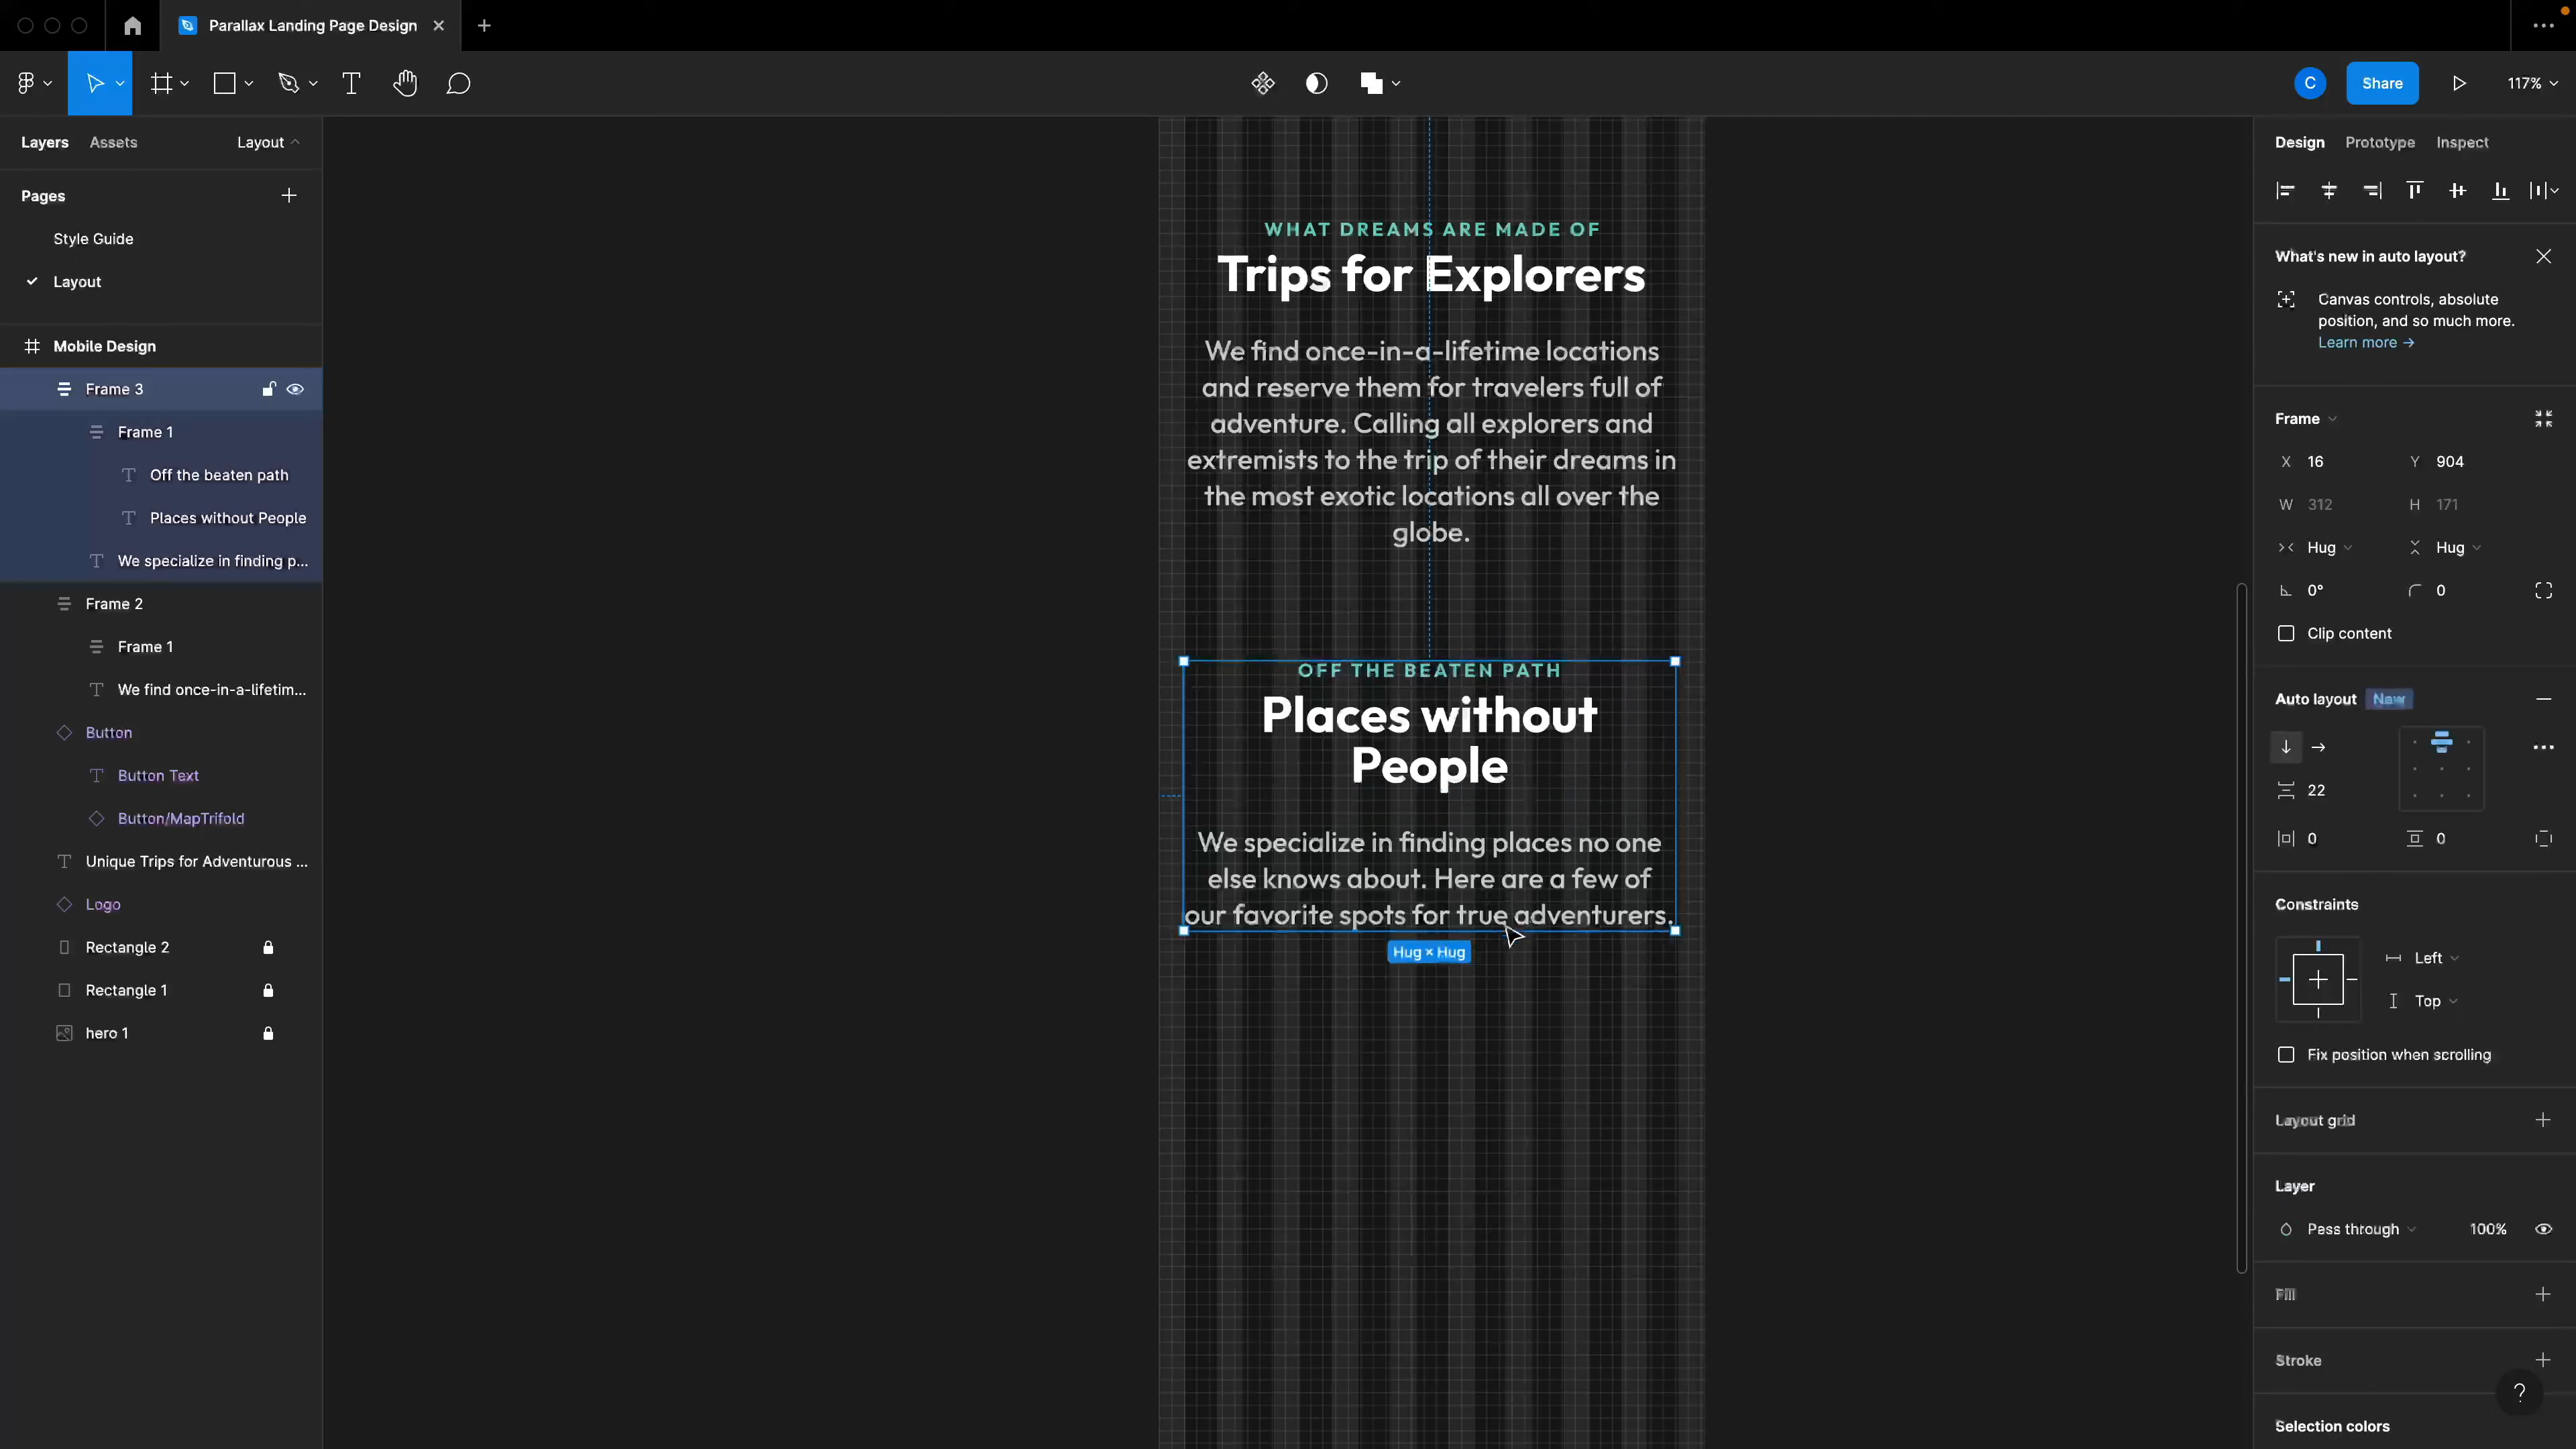 Parallax Landing Page Design
C
Share
117%
Layers
Assets
Layout
Pages
Style Guide
Layout
Mobile Design
Frame 3
Frame 1
Off the beaten path
Places without People
We specialize in finding p...
Frame 2
Frame 1
We find once-in-a-lifetim...
Button
Button Text
Button/MapTrifold
Unique Trips for Adventurous ...
Logo
Rectangle 2
Rectangle 1
hero 1
WHAT DREAMS ARE MADE OF
Trips for Explorers
We find once-in-a-lifetime locations
and reserve them for travelers full of
adventure. Calling all explorers and
extremists to the trip of their dreams in
the most exotic locations all over the
globe.
OFF THE BEATEN PATH
Places without
People
We specialize in finding places no one
else knows about. Here are a few of
our favorite spots for true adventurers.
Hug × Hug
Design
Prototype
Inspect
What's new in auto layout?
Canvas controls, absolute
position, and so much more.
Learn more →
Frame
X 16
Y 904
W 312
H 171
Hug
Hug
0°
0
Clip content
Auto layout
New
22
0
0
Constraints
Left
Top
Fix position when scrolling
Layout grid
Layer
Pass through
100%
Fill
Stroke
?
Selection colors